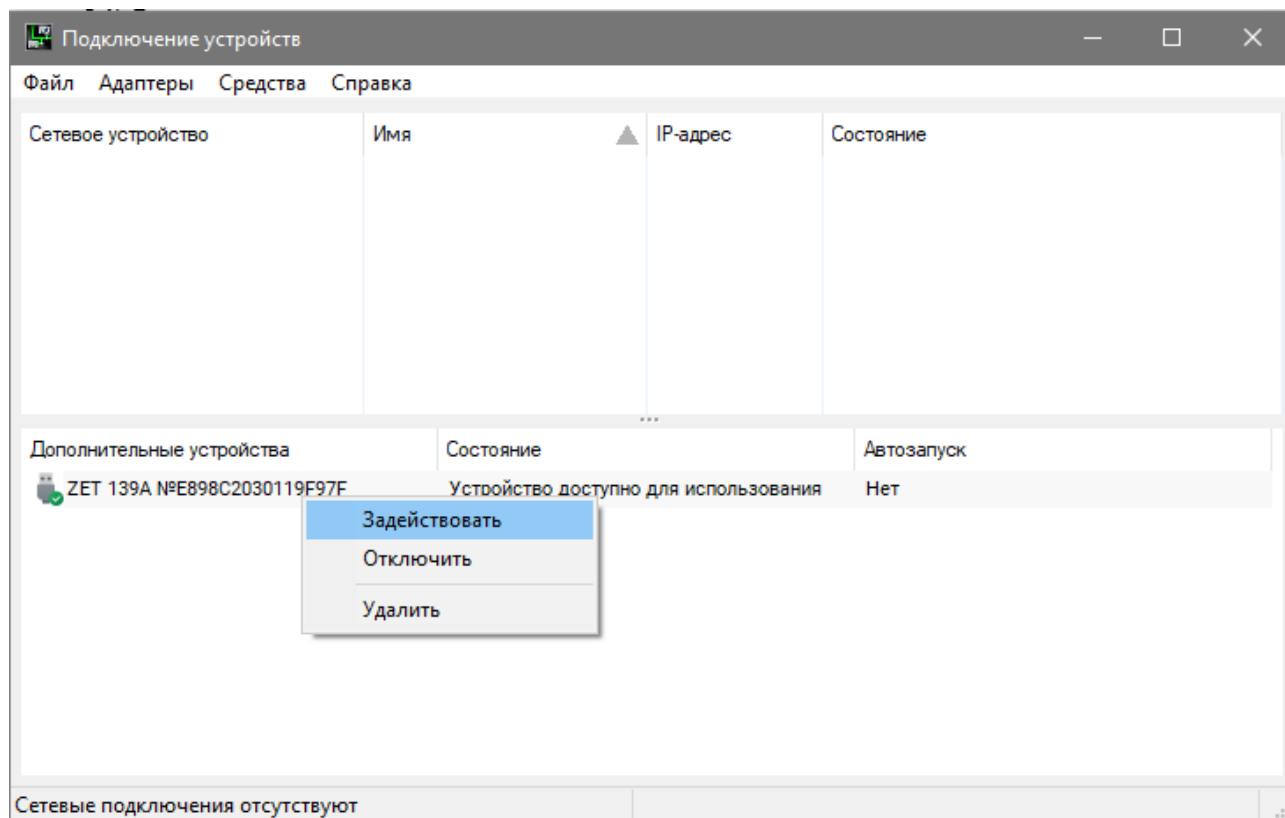 Подключение устройств
Файл Адаптеры Средства Справка
Сетевое устройство Имя IP-адрес Состояние
Дополнительные устройства Состояние Автозапуск
ZET 139A №E898C2030119F97F Устройство доступно для использования Нет
Задействовать
Отключить
Удалить
Сетевые подключения отсутствуют